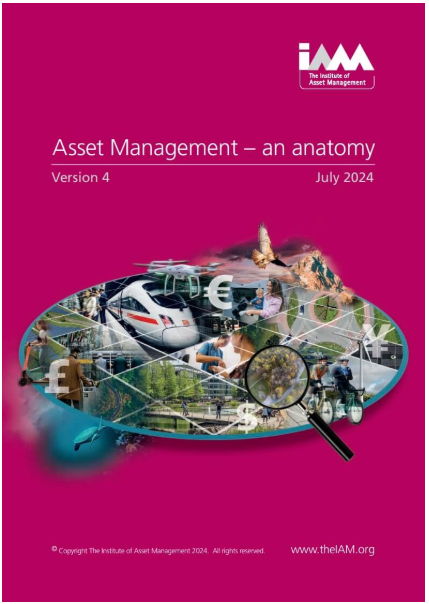 iAM
The Institute of
Asset Management
Asset Management – an anatomy
Version 4
July 2024
€
¥
£
$
© Copyright The Institute of Asset Management 2024. All rights reserved.
www.theIAM.org